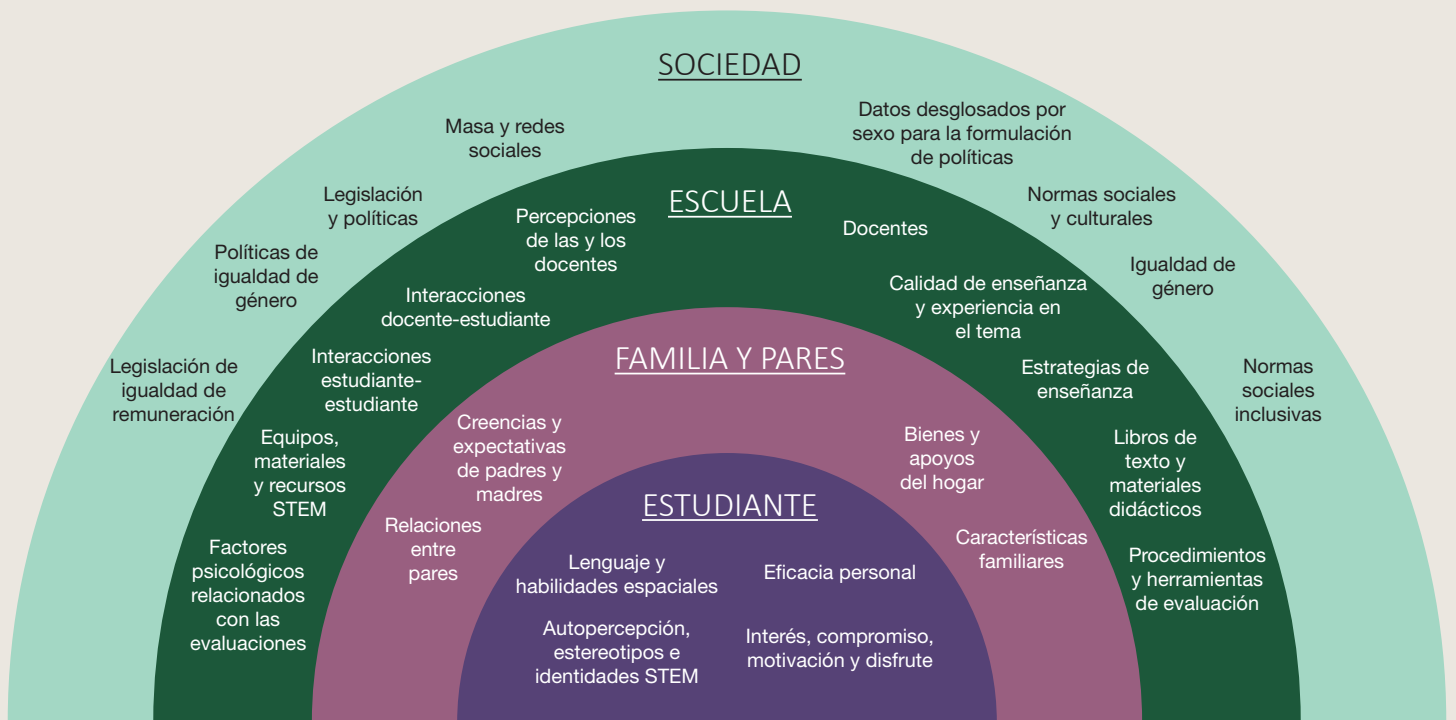 SOCIEDAD
Masa y redes
sociales
Legislación
y políticas
Políticas de
igualdad de
género
Legislación de
igualdad de
remuneración
Datos desglosados por
sexo para la formulación
de políticas
Normas sociales
y culturales
Igualdad de
género
Normas
sociales
inclusivas
ESCUELA
Percepciones
de las y los
docentes
Interacciones
docente-estudiante
Interacciones
estudiante-
estudiante
Equipos,
materiales
y recursos
STEM
Factores
psicológicos
relacionados
con las
evaluaciones
Docentes
Calidad de enseñanza
y experiencia en
el tema
Estrategias de
enseñanza
Libros de
texto y
materiales
didácticos
Procedimientos
y herramientas
de evaluación
FAMILIA Y PARES
Creencias y
expectativas
de padres y
madres
Relaciones
entre
pares
Bienes y
apoyos
del hogar
Características
familiares
ESTUDIANTE
Lenguaje y
habilidades espaciales
Eficacia personal
Autopercepción,
estereotipos e
identidades STEM
Interés, compromiso,
motivación y disfrute